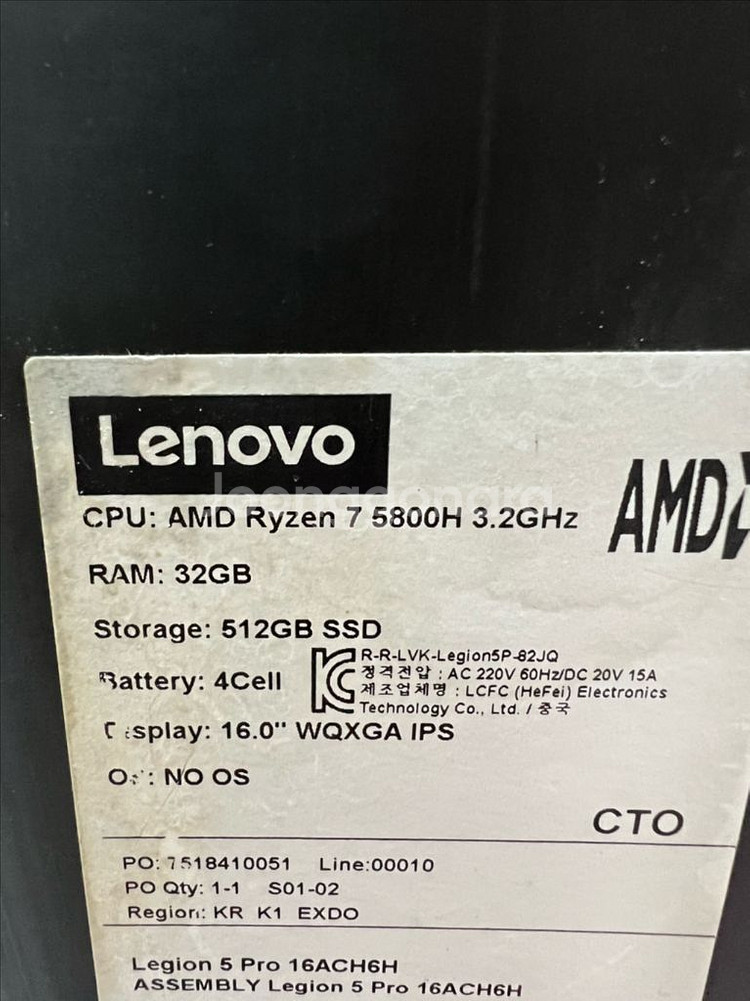 Lenovo
CPU: AMD Ryzen 7 5800H 3.2GHz
AMD
RAM: 32GB
Storage: 512GB SSD
Battery: 4Cell
R-R-LVK-Legion5P-82JQ
정격전압 : AC 220V 60Hz/DC 20V 15A
제조업체명 : LCFC (HeFei) Electronics
Technology Co., Ltd. / 중국
Display: 16.0" WQXGA IPS
OS: NO OS
CTO
PO: 7518410051 Line:00010
PO Qty: 1-1 S01-02
Region: KR K1 EXDO
Legion 5 Pro 16ACH6H
ASSEMBLY Legion 5 Pro 16ACH6H